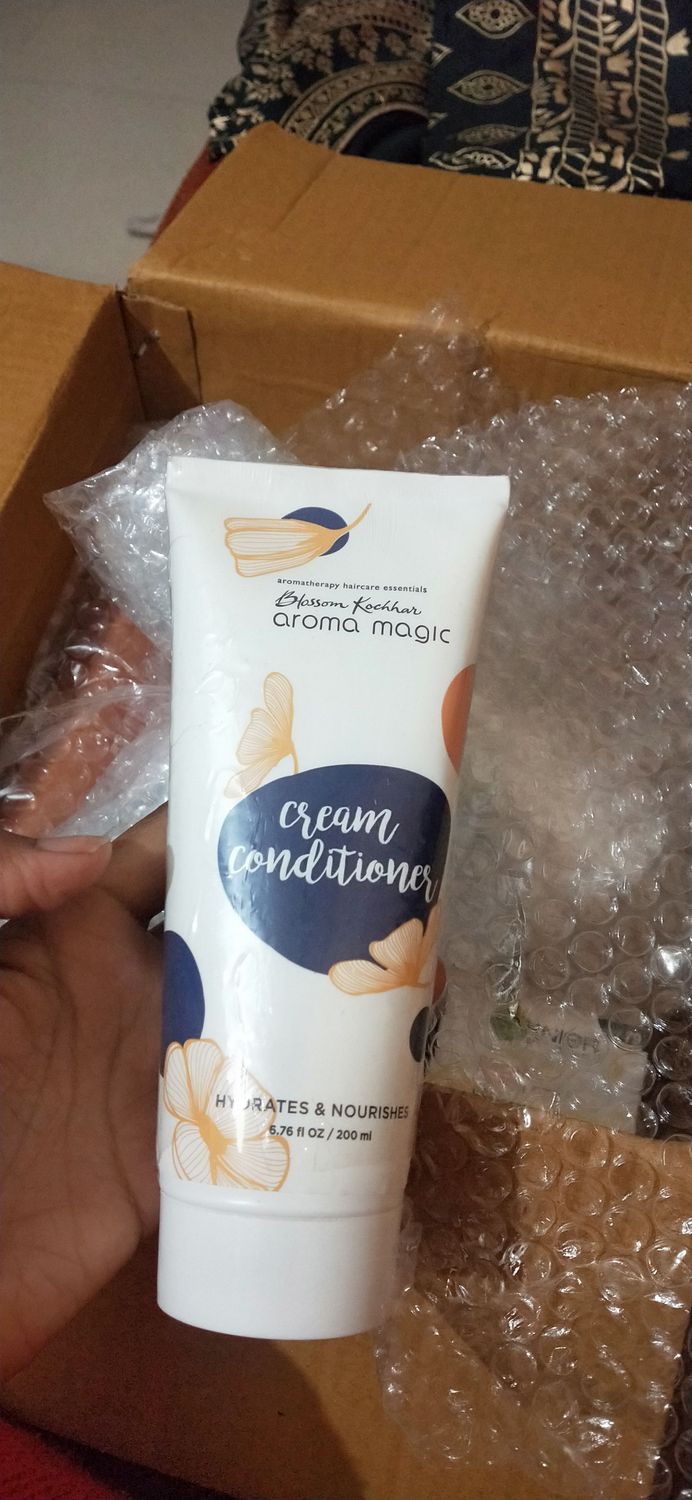 aromatherapy haircare essentials
Blossom Kochhar
aroma magic
cream
conditioner
HYDRATES & NOURISHES
6.76 fl OZ / 200 ml